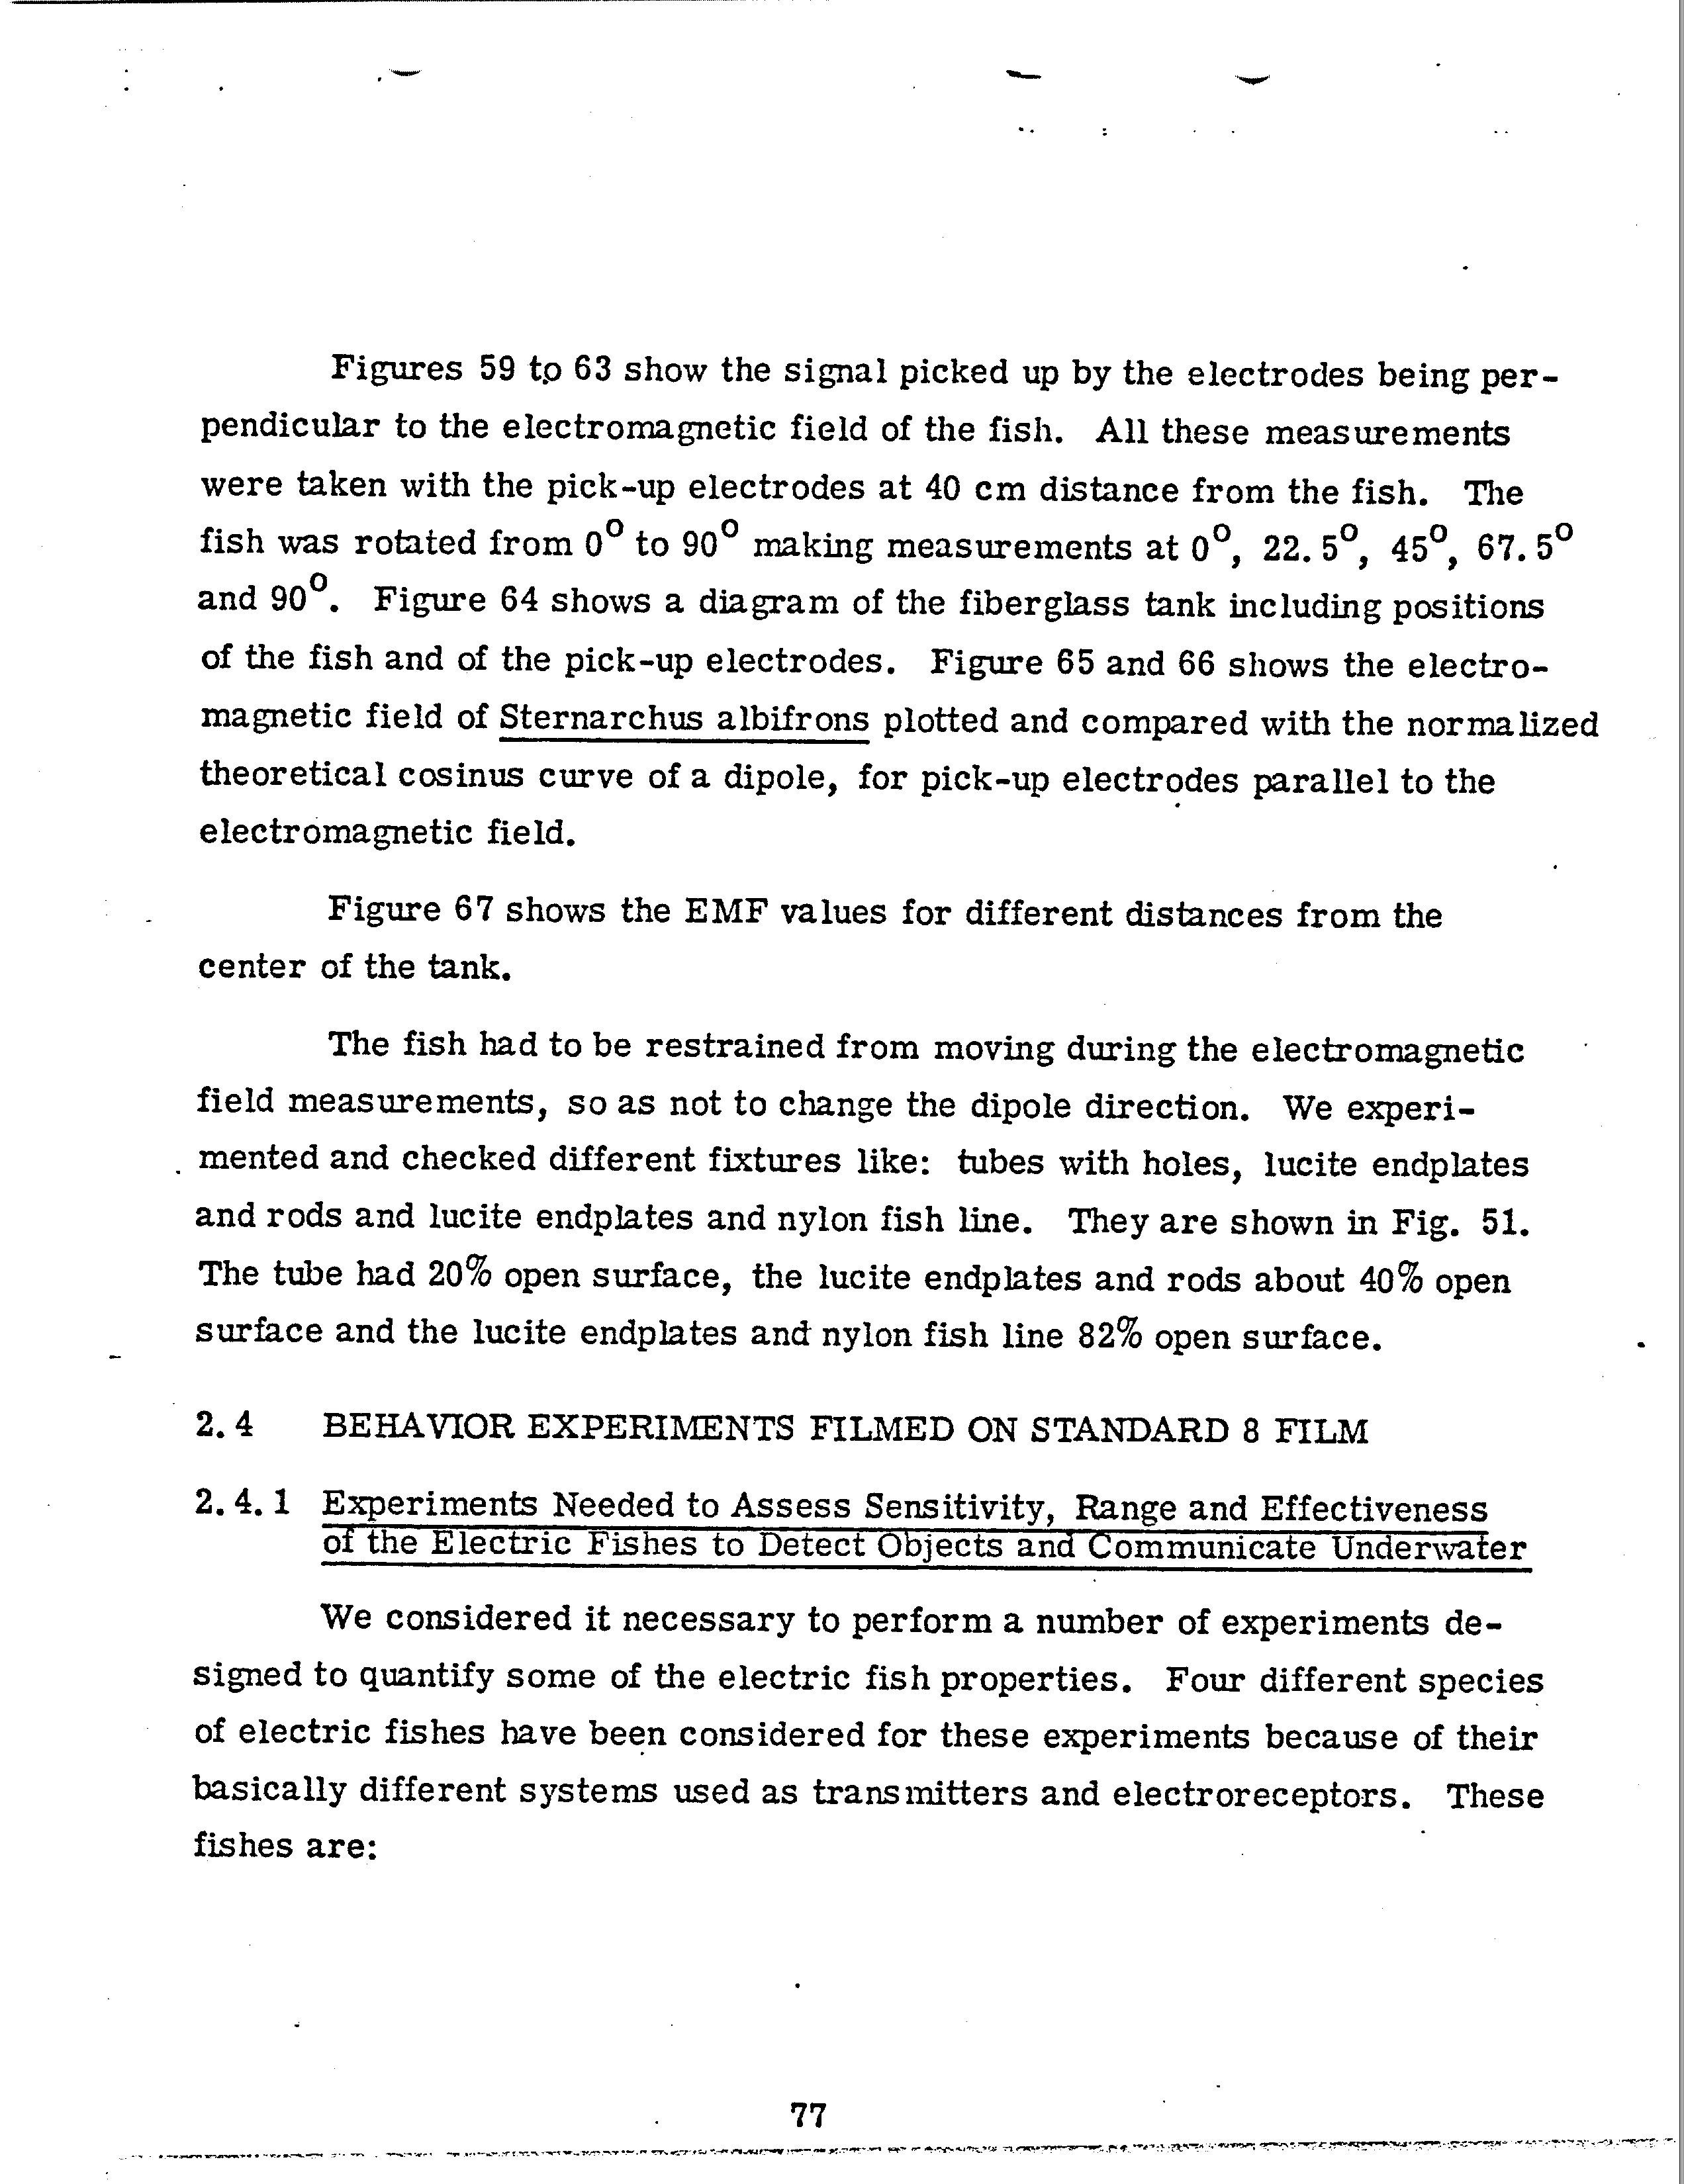 Figures 59 to 63 show the signal picked up by the electrodes being per-
pendicular to the electromagnetic field of the fish. All these measurements
were taken with the pick-up electrodes at 40 cm distance from the fish. The
fish was rotated from 0° to 90° making measurements at 0°, 22.5°, 45°, 67.5°
and 90°. Figure 64 shows a diagram of the fiberglass tank including positions
of the fish and of the pick-up electrodes. Figure 65 and 66 shows the electro-
magnetic field of Sternarchus albifrons plotted and compared with the normalized
theoretical cosinus curve of a dipole, for pick-up electrodes parallel to the
electromagnetic field.
Figure 67 shows the EMF values for different distances from the
center of the tank.
The fish had to be restrained from moving during the electromagnetic
field measurements, so as not to change the dipole direction. We experi-
mented and checked different fixtures like: tubes with holes, lucite endplates
and rods and lucite endplates and nylon fish line. They are shown in Fig. 51.
The tube had 20% open surface, the lucite endplates and rods about 40% open
surface and the lucite endplates and nylon fish line 82% open surface.
2.4 BEHAVIOR EXPERIMENTS FILMED ON STANDARD 8 FILM
2.4.1 Experiments Needed to Assess Sensitivity, Range and Effectiveness
of the Electric Fishes to Detect Objects and Communicate Underwater
We considered it necessary to perform a number of experiments de-
signed to quantify some of the electric fish properties. Four different species
of electric fishes have been considered for these experiments because of their
basically different systems used as transmitters and electroreceptors. These
fishes are:
77